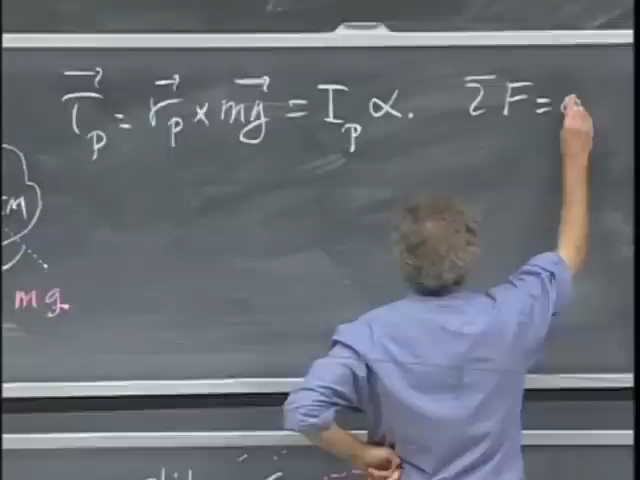 τ⃗ₚ = r⃗ₚ × mg⃗ = Iₚ α. ΣF =
CM
mg